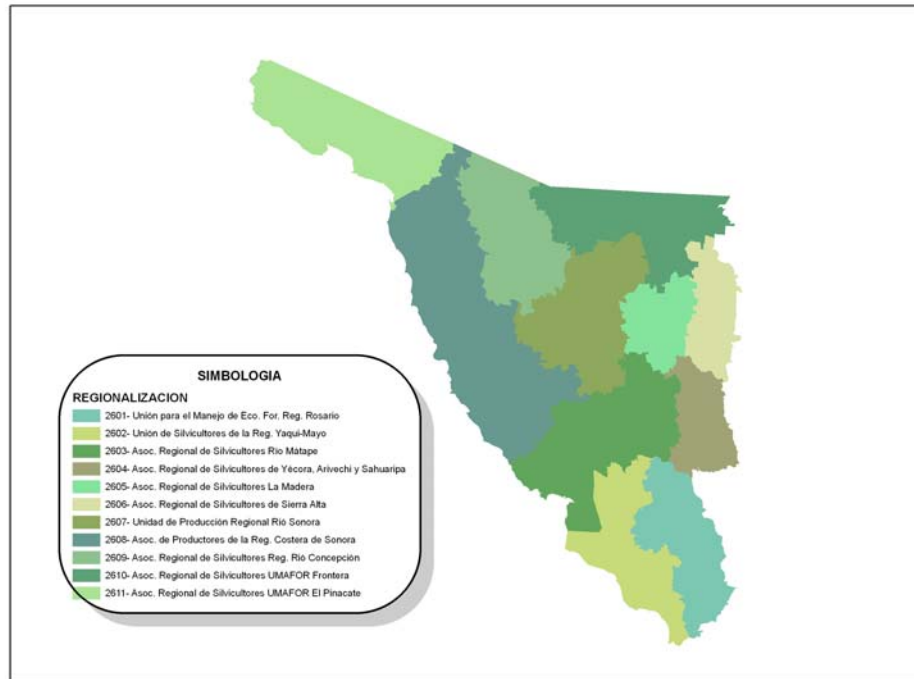 SIMBOLOGIA
REGIONALIZACION
2601- Unión para el Manejo de Eco. For. Reg. Rosario
2602- Unión de Silvicultores de la Reg. Yaqui-Mayo
2603- Asoc. Regional de Silvicultores Río Mátape
2604- Asoc. Regional de Silvicultores de Yécora, Arivechi y Sahuaripa
2605- Asoc. Regional de Silvicultores La Madera
2606- Asoc. Regional de Silvicultores de Sierra Alta
2607- Unidad de Producción Regional Rió Sonora
2608- Asoc. de Productores de la Reg. Costera de Sonora
2609- Asoc. Regional de Silvicultores Reg. Rió Concepción
2610- Asoc. Regional de Silvicultores UMAFOR Frontera
2611- Asoc. Regional de Silvicultores UMAFOR El Pinacate